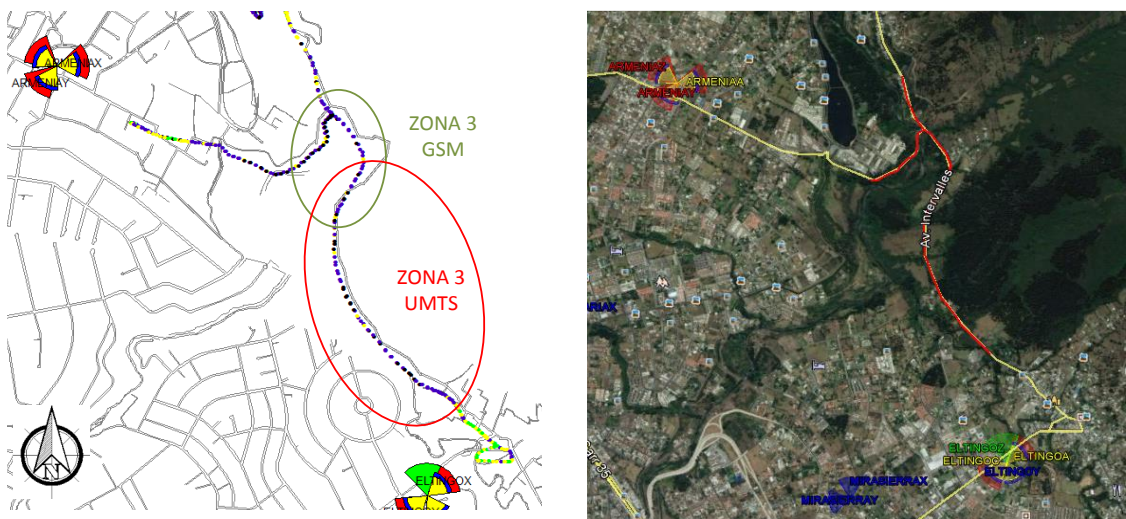 ARMENIAX
ARMENIAY
ZONA 3
GSM
ZONA 3
UMTS
N
ELTINGOX
ARMENIAZ
ARMENIAA
ARMENIAY
Av Intervalles
ARIAX
ELTINGOZ
ELTINGOA
ELTINGOY
MIRASIERRAX
MIRASIERRAY